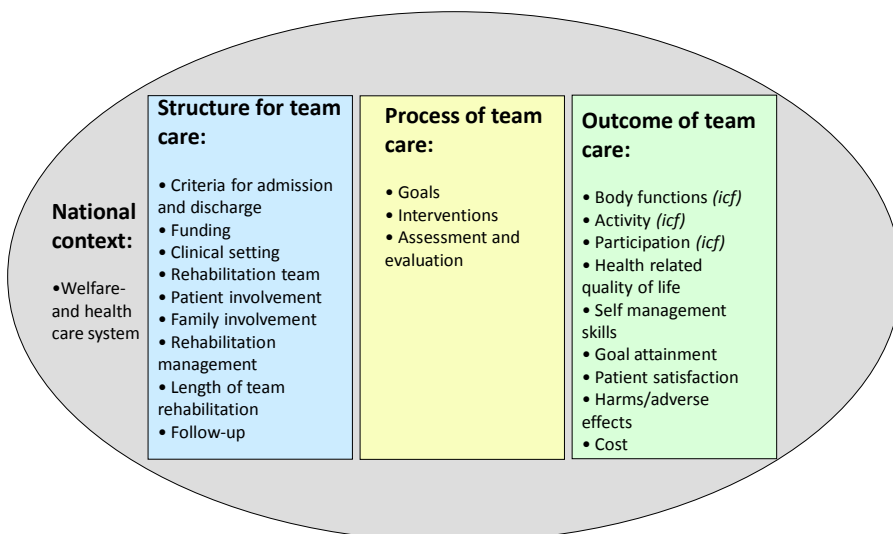 National
context:
•Welfare-
and health
care system
Structure for team
care:
• Criteria for admission
and discharge
• Funding
• Clinical setting
• Rehabilitation team
• Patient involvement
• Family involvement
• Rehabilitation
management
• Length of team
rehabilitation
• Follow-up
Process of team
care:
• Goals
• Interventions
• Assessment and
evaluation
Outcome of team
care:
• Body functions (icf)
• Activity (icf)
• Participation (icf)
• Health related
quality of life
• Self management
skills
• Goal attainment
• Patient satisfaction
• Harms/adverse
effects
• Cost